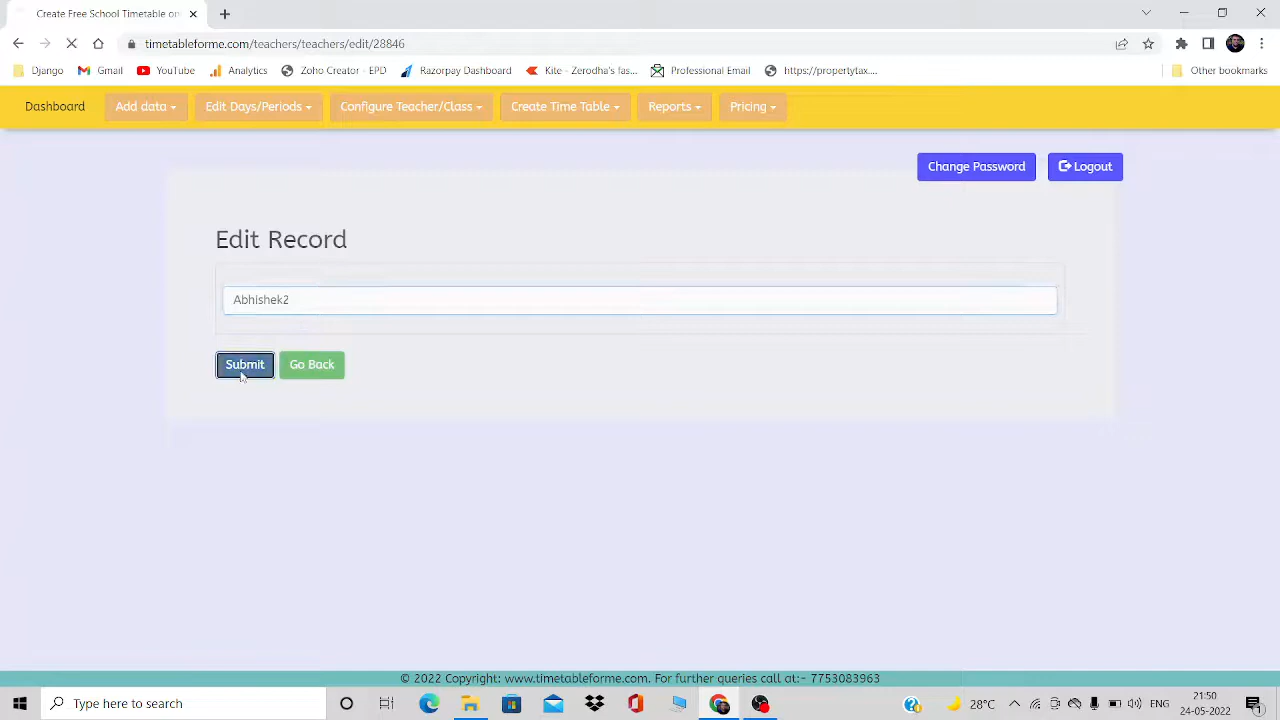 Create Free School Timetable on
timetableforme.com/teachers/teachers/edit/28846
Django Gmail YouTube Analytics Zoho Creator - EPD Razorpay Dashboard Kite - Zerodha's fas... Professional Email https://propertytax.... Other bookmarks
Dashboard Add data Edit Days/Periods Configure Teacher/Class Create Time Table Reports Pricing
Change Password Logout
Edit Record
Abhishek2
Submit Go Back
© 2022 Copyright: www.timetableforme.com. For further queries call at:- 7753083963
Type here to search
28°C ENG
21:50
24-05-2022
1